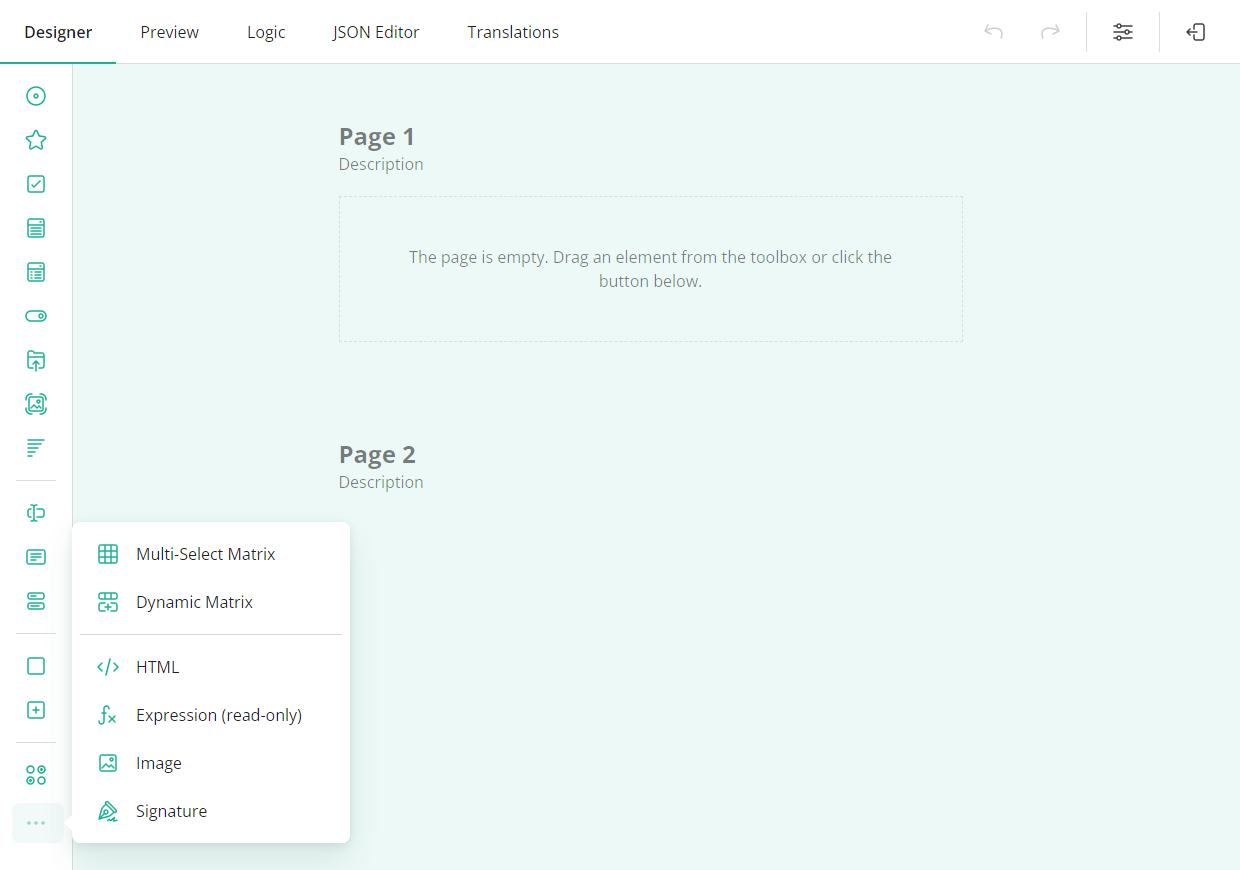 Designer Preview Logic JSON Editor Translations
Page 1
Description
The page is empty. Drag an element from the toolbox or click the
button below.
Page 2
Description
Multi-Select Matrix
Dynamic Matrix
HTML
Expression (read-only)
Image
Signature